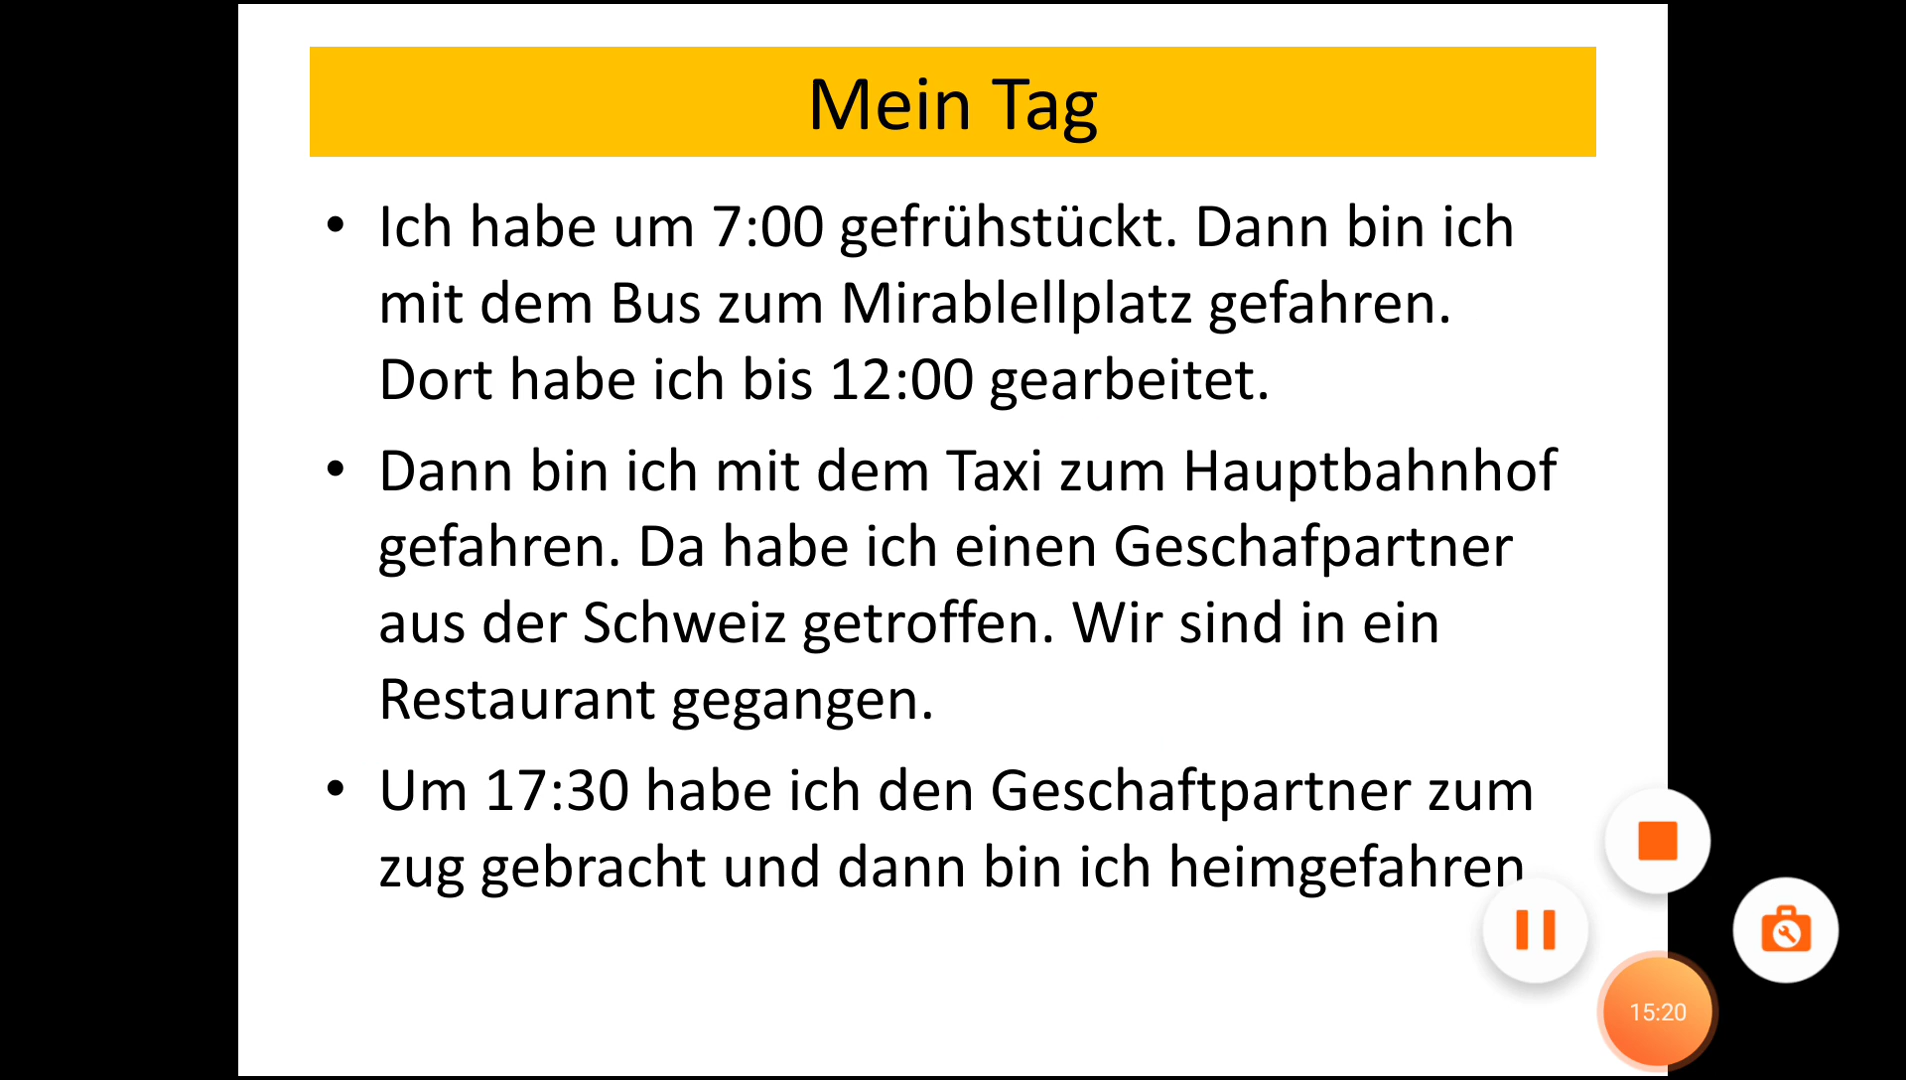 Mein Tag
• Ich habe um 7:00 gefrühstückt. Dann bin ich
mit dem Bus zum Mirablellplatz gefahren.
Dort habe ich bis 12:00 gearbeitet.
• Dann bin ich mit dem Taxi zum Hauptbahnhof
gefahren. Da habe ich einen Geschafpartner
aus der Schweiz getroffen. Wir sind in ein
Restaurant gegangen.
• Um 17:30 habe ich den Geschaftpartner zum
zug gebracht und dann bin ich heimgefahren
15:20